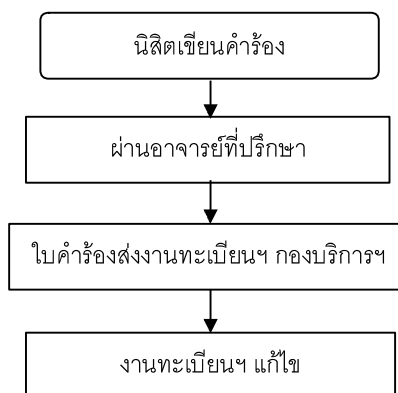 นิสิตเขียนคำร้อง
ผ่านอาจารย์ที่ปรึกษา
ใบคำร้องส่งงานทะเบียนฯ กองบริการฯ
งานทะเบียนฯ แก้ไข